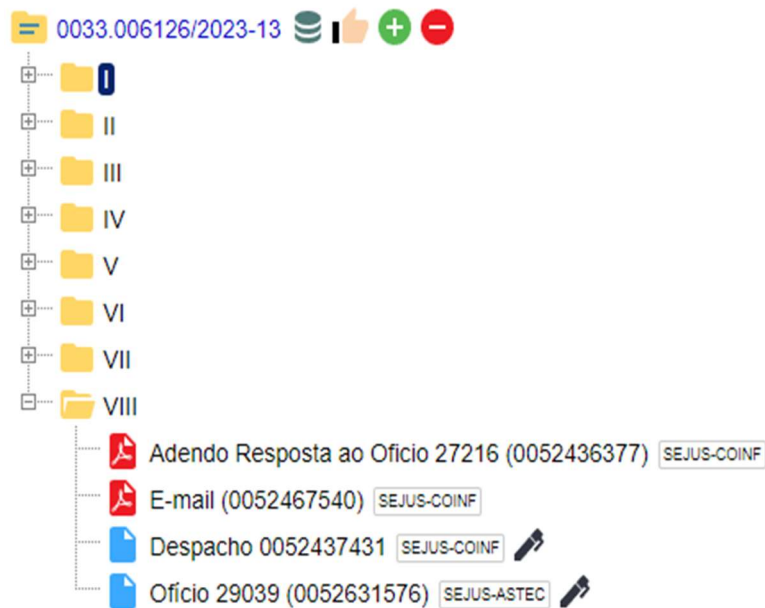 0033.006126/2023-13
I
II
III
IV
V
VI
VII
VIII
Adendo Resposta ao Oficio 27216 (0052436377) SEJUS-COINF
E-mail (0052467540) SEJUS-COINF
Despacho 0052437431 SEJUS-COINF
Ofício 29039 (0052631576) SEJUS-ASTEC